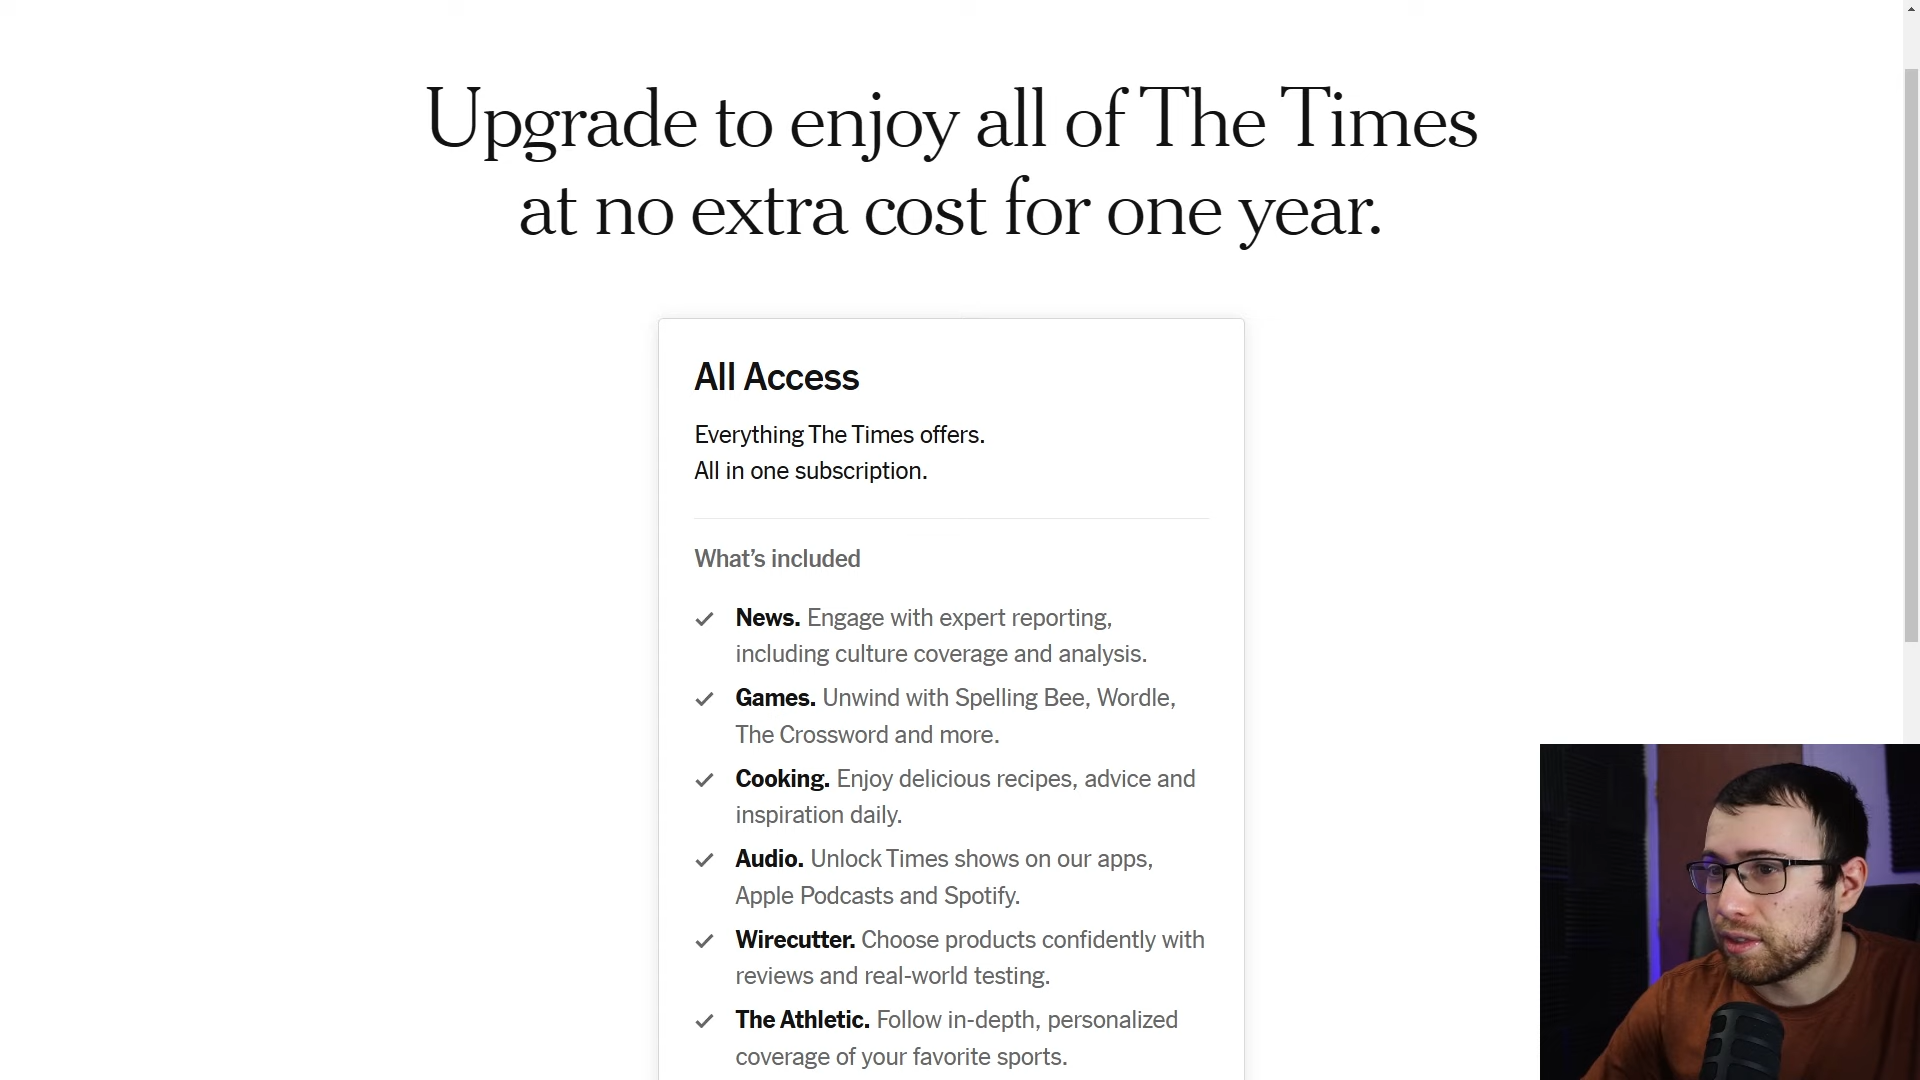 Upgrade to enjoy all of The Times
at no extra cost for one year.
All Access
Everything The Times offers.
All in one subscription.
What’s included
News. Engage with expert reporting,
including culture coverage and analysis.
Games. Unwind with Spelling Bee, Wordle,
The Crossword and more.
Cooking. Enjoy delicious recipes, advice and
inspiration daily.
Audio. Unlock Times shows on our apps,
Apple Podcasts and Spotify.
Wirecutter. Choose products confidently with
reviews and real-world testing.
The Athletic. Follow in-depth, personalized
coverage of your favorite sports.